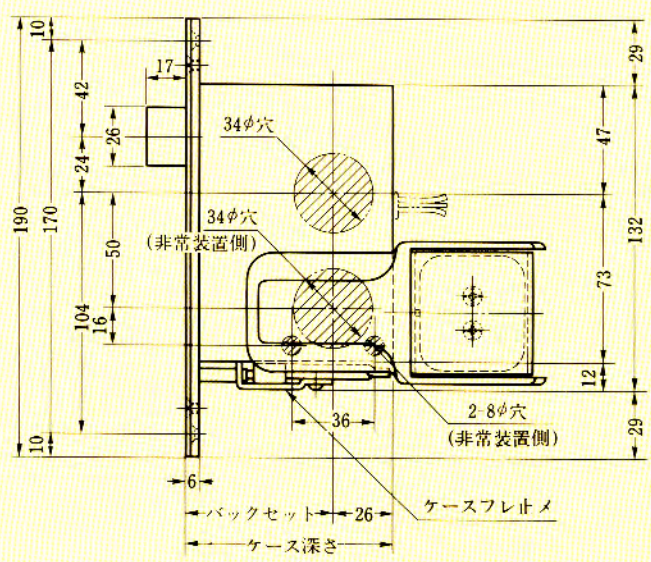 10
29
17
42
26
34φ穴
47
24
190
170
34φ穴
(非常装置側)
132
50
73
104
16
12
36
2-8φ穴
(非常装置側)
10
29
6
バックセット
26
ケースフレ止メ
ケース深さ